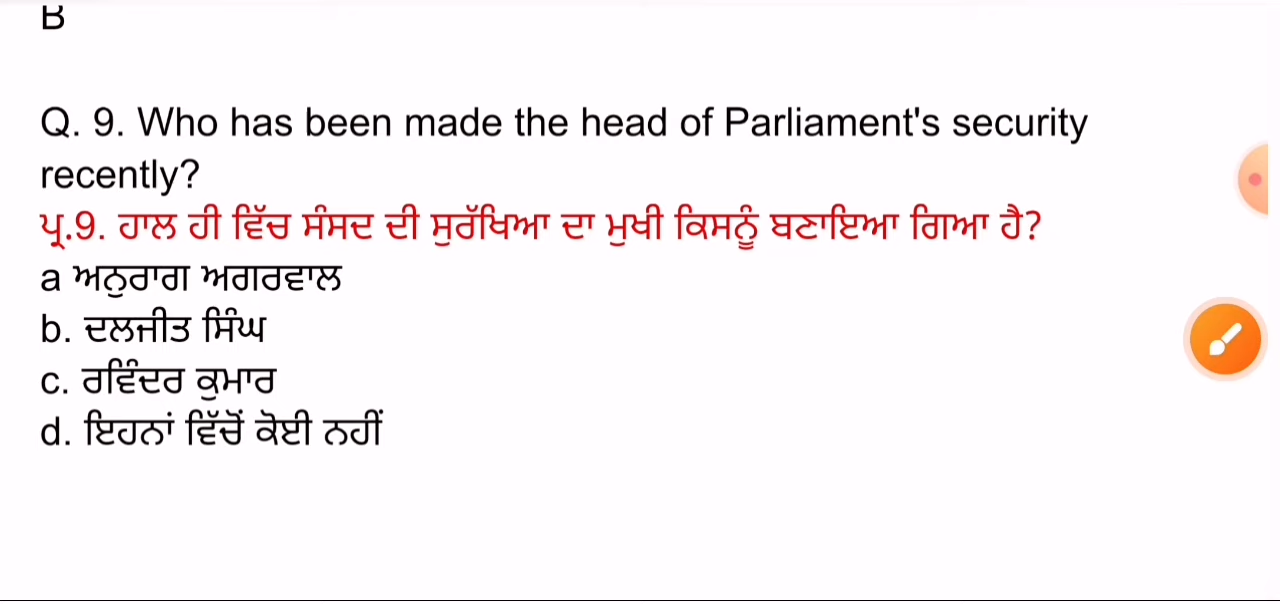 B
Q. 9. Who has been made the head of Parliament's security
recently?
ਪ੍ਰ.9. ਹਾਲ ਹੀ ਵਿੱਚ ਸੰਸਦ ਦੀ ਸੁਰੱਖਿਆ ਦਾ ਮੁਖੀ ਕਿਸਨੂੰ ਬਣਾਇਆ ਗਿਆ ਹੈ?
a ਅਨੁਰਾਗ ਅਗਰਵਾਲ
b. ਦਲਜੀਤ ਸਿੰਘ
c. ਰਵਿੰਦਰ ਕੁਮਾਰ
d. ਇਹਨਾਂ ਵਿੱਚੋਂ ਕੋਈ ਨਹੀਂ